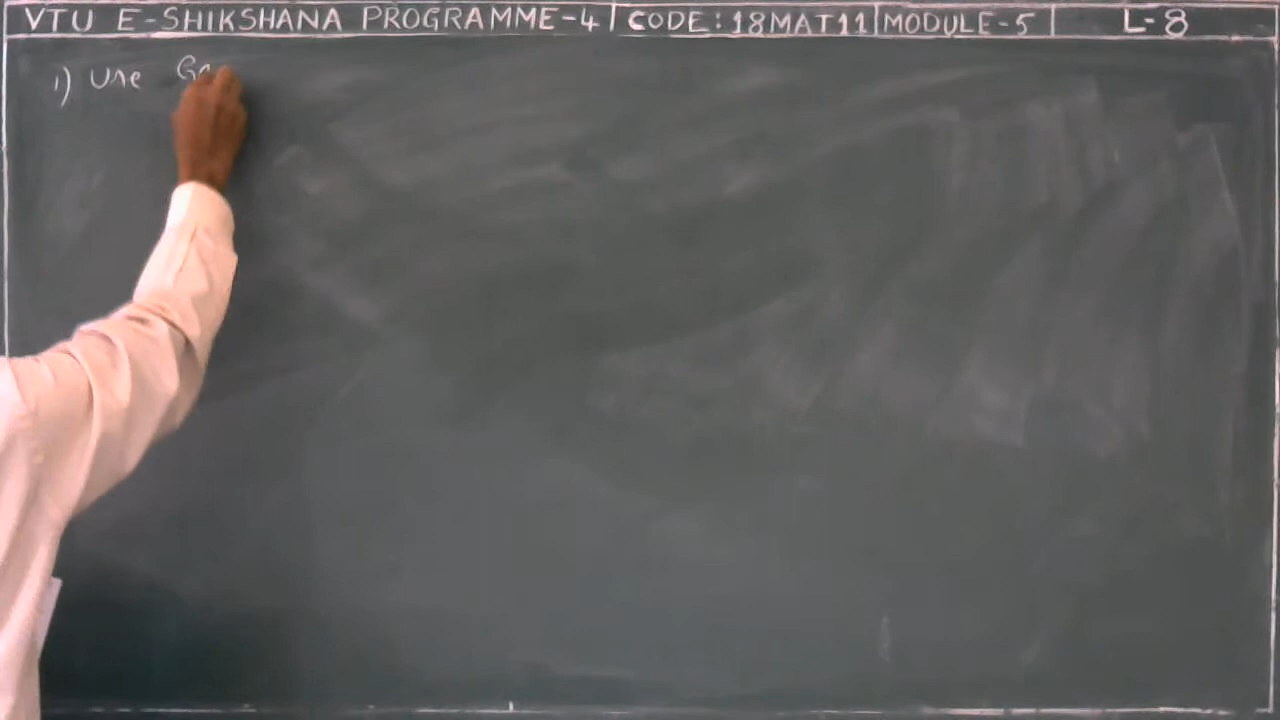 VTU E-SHIKSHANA PROGRAMME-4 | CODE:18MAT11 | MODULE-5 | L-8
1) Use Ga